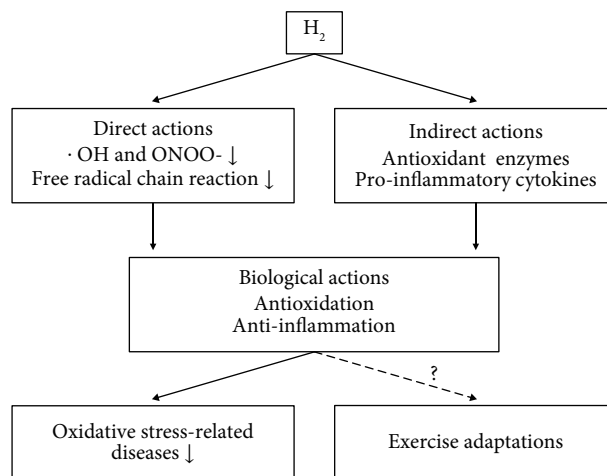 H₂
Direct actions
· OH and ONOO- ↓
Free radical chain reaction ↓
Indirect actions
Antioxidant enzymes
Pro-inflammatory cytokines
Biological actions
Antioxidation
Anti-inflammation
?
Oxidative stress-related
diseases ↓
Exercise adaptations